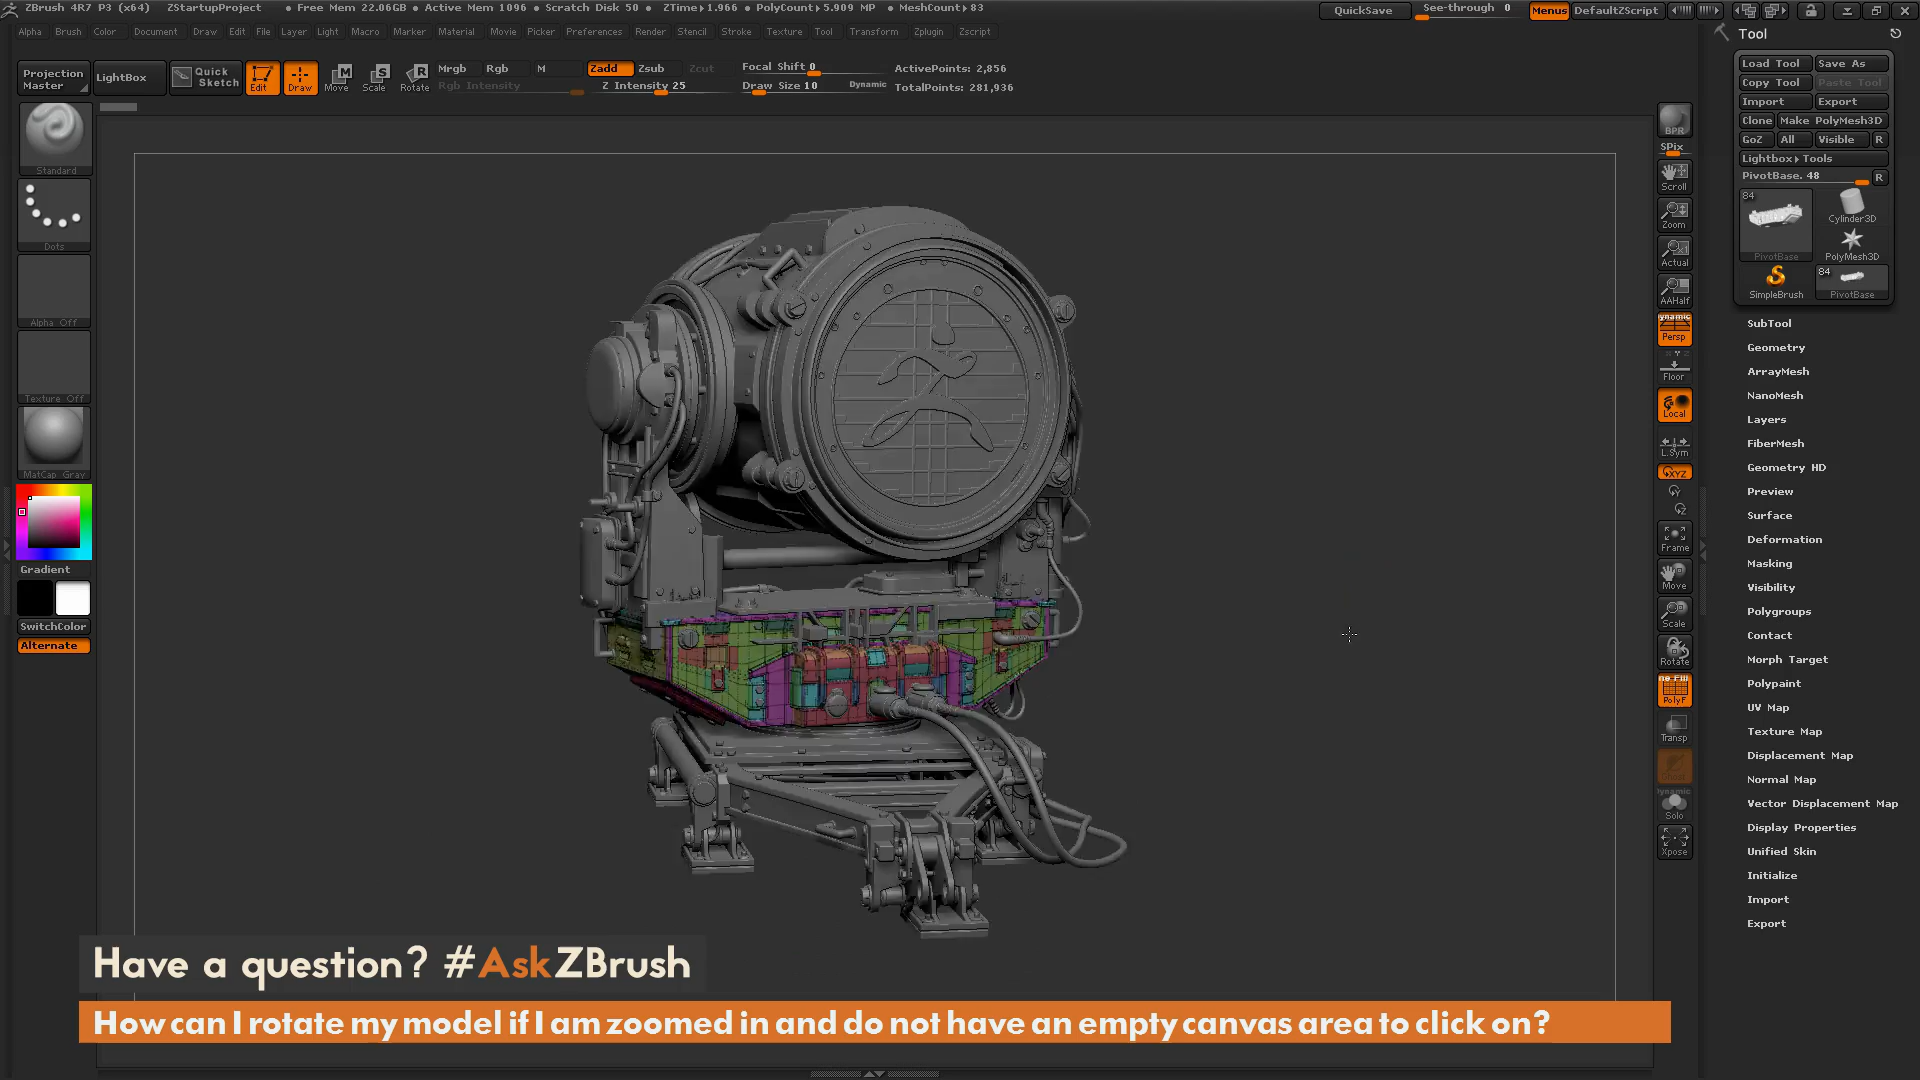 ZBrush 4R7 P3 (x64) ZStartupProject • Free Mem 22.06GB • Active Mem 1096 • Scratch Disk 50 • ZTime▸1.966 • PolyCount▸5.909 MP • MeshCount▸83
QuickSave See-through 0 Menus DefaultZScript
Alpha Brush Color Document Draw Edit File Layer Light Macro Marker Material Movie Picker Preferences Render Stencil Stroke Texture Tool Transform Zplugin Zscript
Projection Master
LightBox
Quick Sketch
Edit
Draw
Move
Scale
Rotate
Mrgb Rgb M
Rgb Intensity
Zadd Zsub Zcut
Z Intensity 25
Focal Shift 0
Draw Size 10 Dynamic
ActivePoints: 2,856
TotalPoints: 281,936
Standard
Dots
Alpha Off
Texture Off
MatCap Gray
Gradient
SwitchColor
Alternate
BPR
SPix
Scroll
Zoom
Actual
AAHalf
Persp
Floor
Local
L.Sym
XYZ
Frame
Move
Scale
Rotate
PolyF
Transp
Dynamic
Solo
Xpose
Tool
Load Tool Save As
Copy Tool Paste Tool
Import Export
Clone Make PolyMesh3D
GoZ All Visible R
Lightbox▸Tools
PivotBase. 48 R
84
PivotBase
Cylinder3D
PolyMesh3D
SimpleBrush
84
PivotBase
SubTool
Geometry
ArrayMesh
NanoMesh
Layers
FiberMesh
Geometry HD
Preview
Surface
Deformation
Masking
Visibility
Polygroups
Contact
Morph Target
Polypaint
UV Map
Texture Map
Displacement Map
Normal Map
Vector Displacement Map
Display Properties
Unified Skin
Initialize
Import
Export
Have a question? #AskZBrush
How can I rotate my model if I am zoomed in and do not have an empty canvas area to click on?